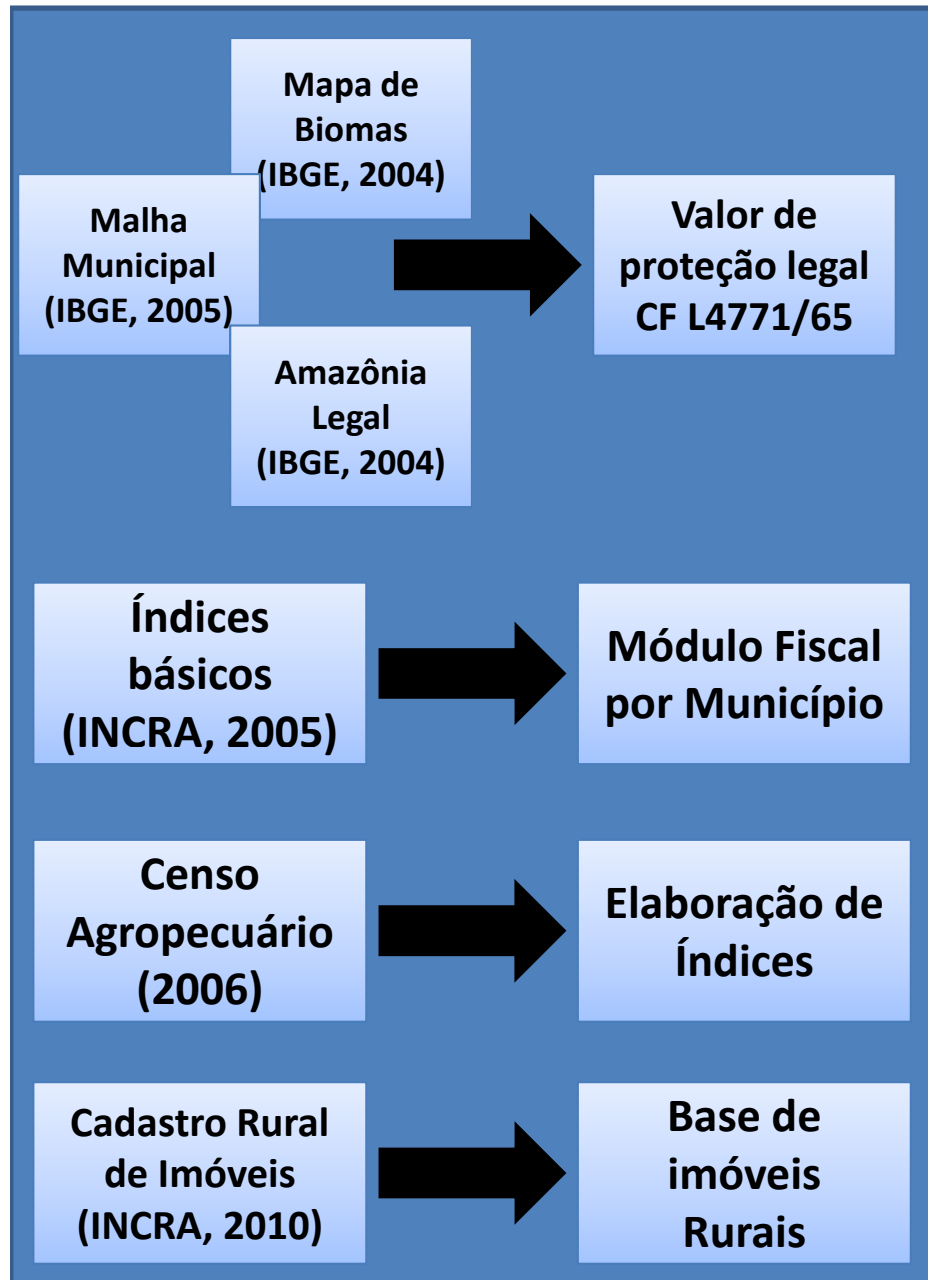 Mapa de
Biomas
(IBGE, 2004)
Malha
Municipal
(IBGE, 2005)
Amazônia
Legal
(IBGE, 2004)
Valor de
proteção legal
CF L4771/65
Índices
básicos
(INCRA, 2005)
Módulo Fiscal
por Município
Censo
Agropecuário
(2006)
Elaboração de
Índices
Cadastro Rural
de Imóveis
(INCRA, 2010)
Base de
imóveis
Rurais